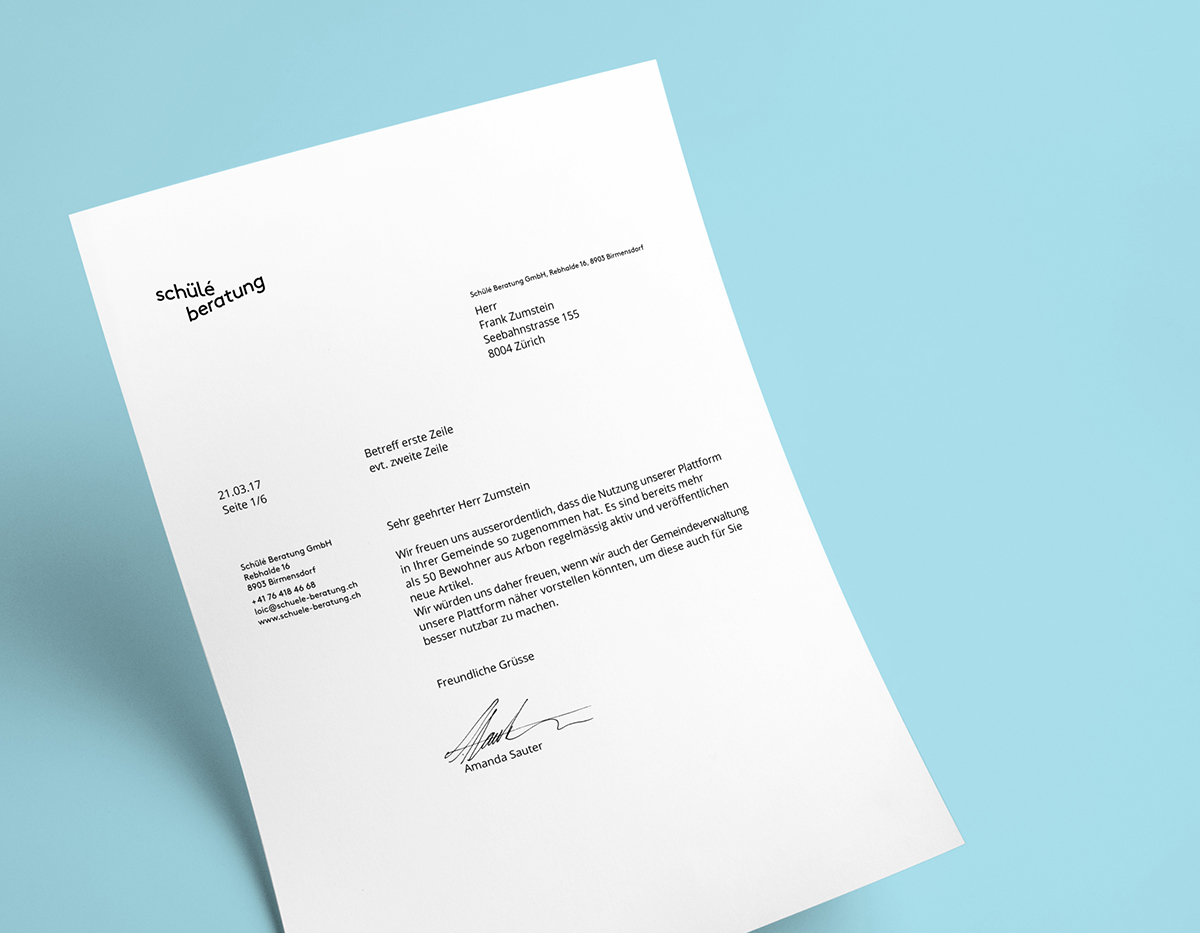 schülé
beratung
Schülé Beratung GmbH, Rebhalde 16, 8903 Birmensdorf
Herr
Frank Zumstein
Seebahnstrasse 155
8004 Zürich
Betreff erste Zeile
evt. zweite Zeile
21.03.17
Seite 1/6
Schülé Beratung GmbH
Rebhalde 16
8903 Birmensdorf
+41 76 418 46 68
loic@schuele-beratung.ch
www.schuele-beratung.ch
Sehr geehrter Herr Zumstein
Wir freuen uns ausserordentlich, dass die Nutzung unserer Plattform
in Ihrer Gemeinde so zugenommen hat. Es sind bereits mehr
als 50 Bewohner aus Arbon regelmässig aktiv und veröffentlichen
neue Artikel.
Wir würden uns daher freuen, wenn wir auch der Gemeindeverwaltung
unsere Plattform näher vorstellen könnten, um diese auch für Sie
besser nutzbar zu machen.
Freundliche Grüsse
Amanda Sauter